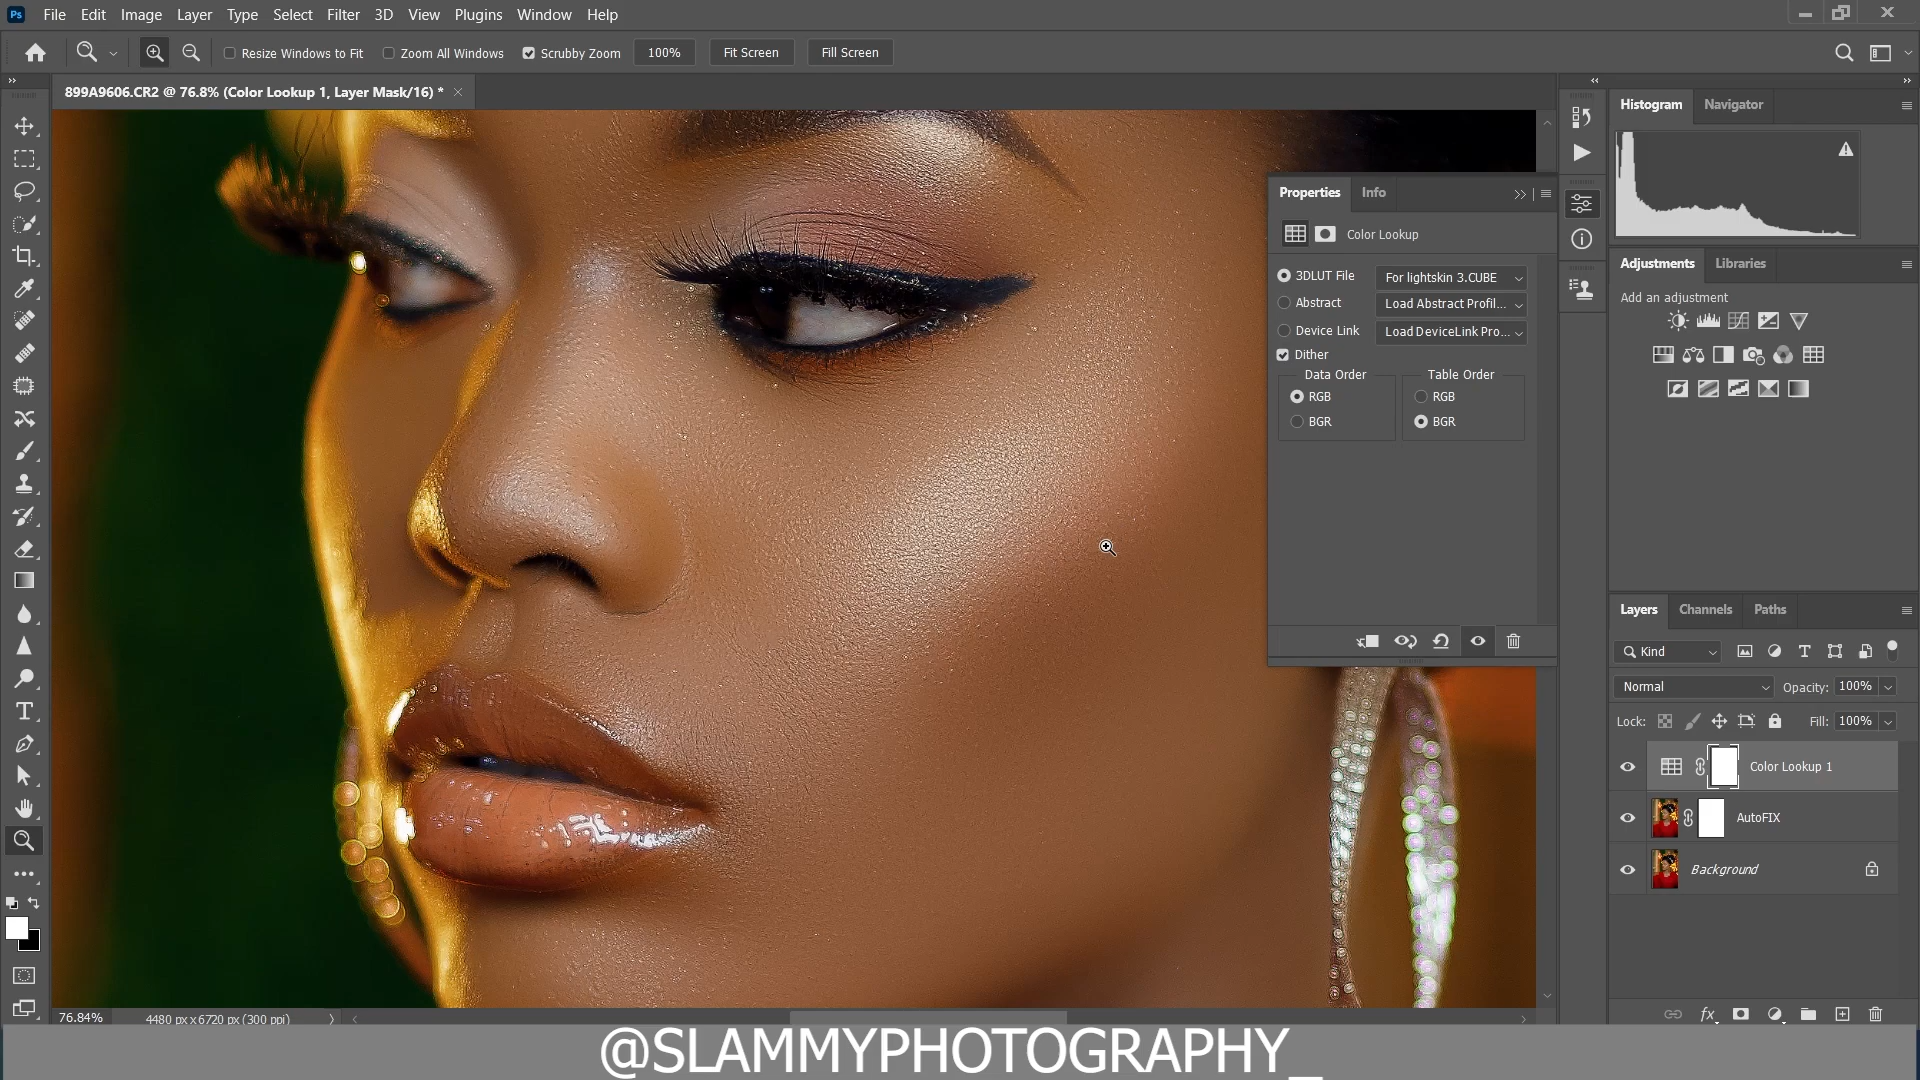 Ps File Edit Image Layer Type Select Filter 3D View Plugins Window Help
Resize Windows to Fit Zoom All Windows Scrubby Zoom 100% Fit Screen Fill Screen
899A9606.CR2 @ 76.8% (Color Lookup 1, Layer Mask/16) *
Histogram Navigator
Properties Info
Color Lookup
3DLUT File For lightskin 3.CUBE
Abstract Load Abstract Profil...
Device Link Load DeviceLink Pro...
Dither
Data Order Table Order
RGB RGB
BGR BGR
Adjustments Libraries
Add an adjustment
Layers Channels Paths
Kind
Normal Opacity: 100%
Lock: Fill: 100%
Color Lookup 1
AutoFIX
Background
fx
76.84% 4480 px x 6720 px (300 ppi)
@SLAMMYPHOTOGRAPHY_